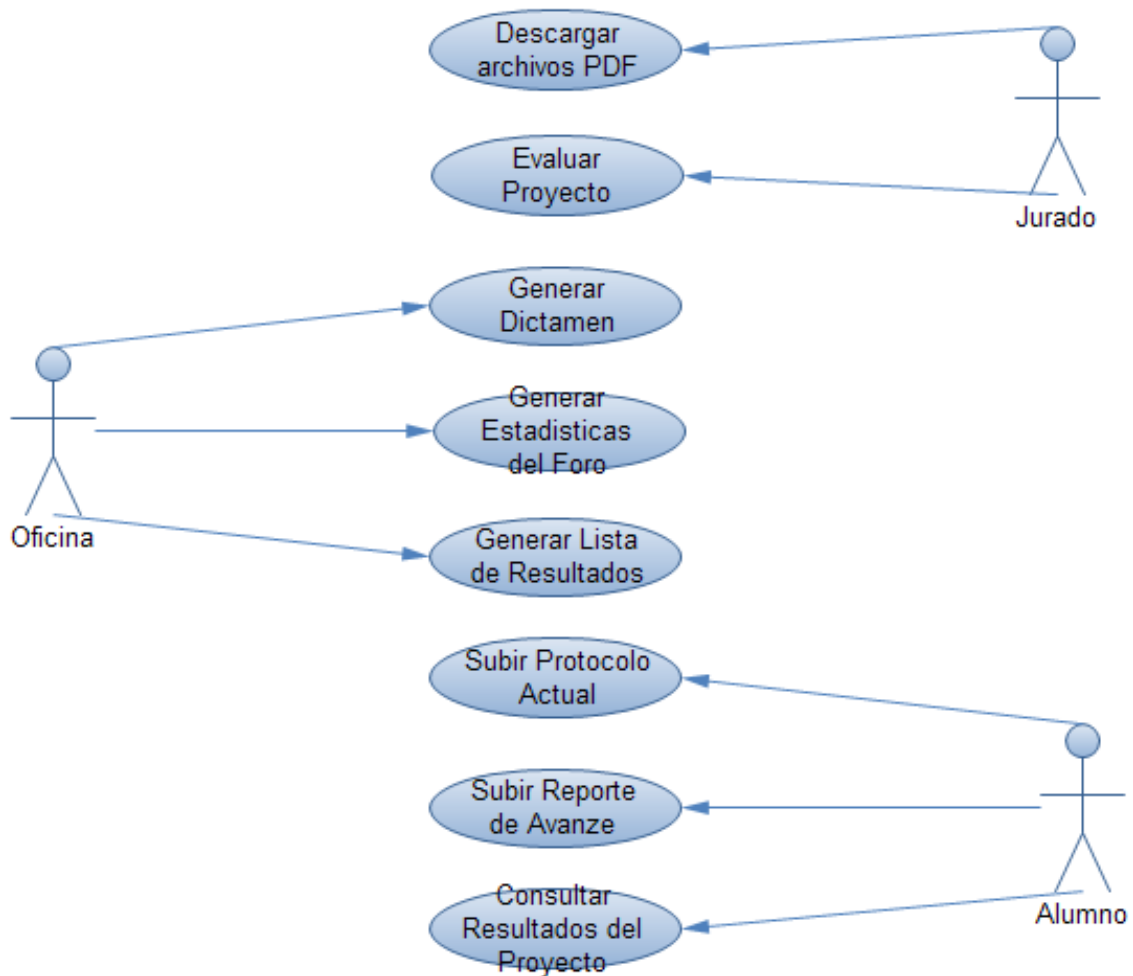 Descargar
archivos PDF
Evaluar
Proyecto
Jurado
Generar
Dictamen
Generar
Estadisticas
del Foro
Oficina
Generar Lista
de Resultados
Subir Protocolo
Actual
Subir Reporte
de Avanze
Consultar
Resultados del
Proyecto
Alumno